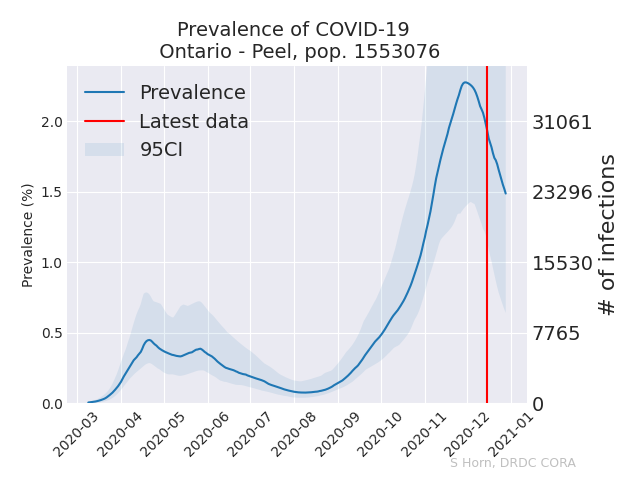 Prevalence of COVID-19
Ontario - Peel, pop. 1553076
Prevalence
Latest data
95CI
Prevalence (%)
2.0
1.5
1.0
0.5
0.0
31061
23296
15530
7765
0
# of infections
2020-03
2020-04
2020-05
2020-06
2020-07
2020-08
2020-09
2020-10
2020-11
2020-12
2021-01
S Horn, DRDC CORA